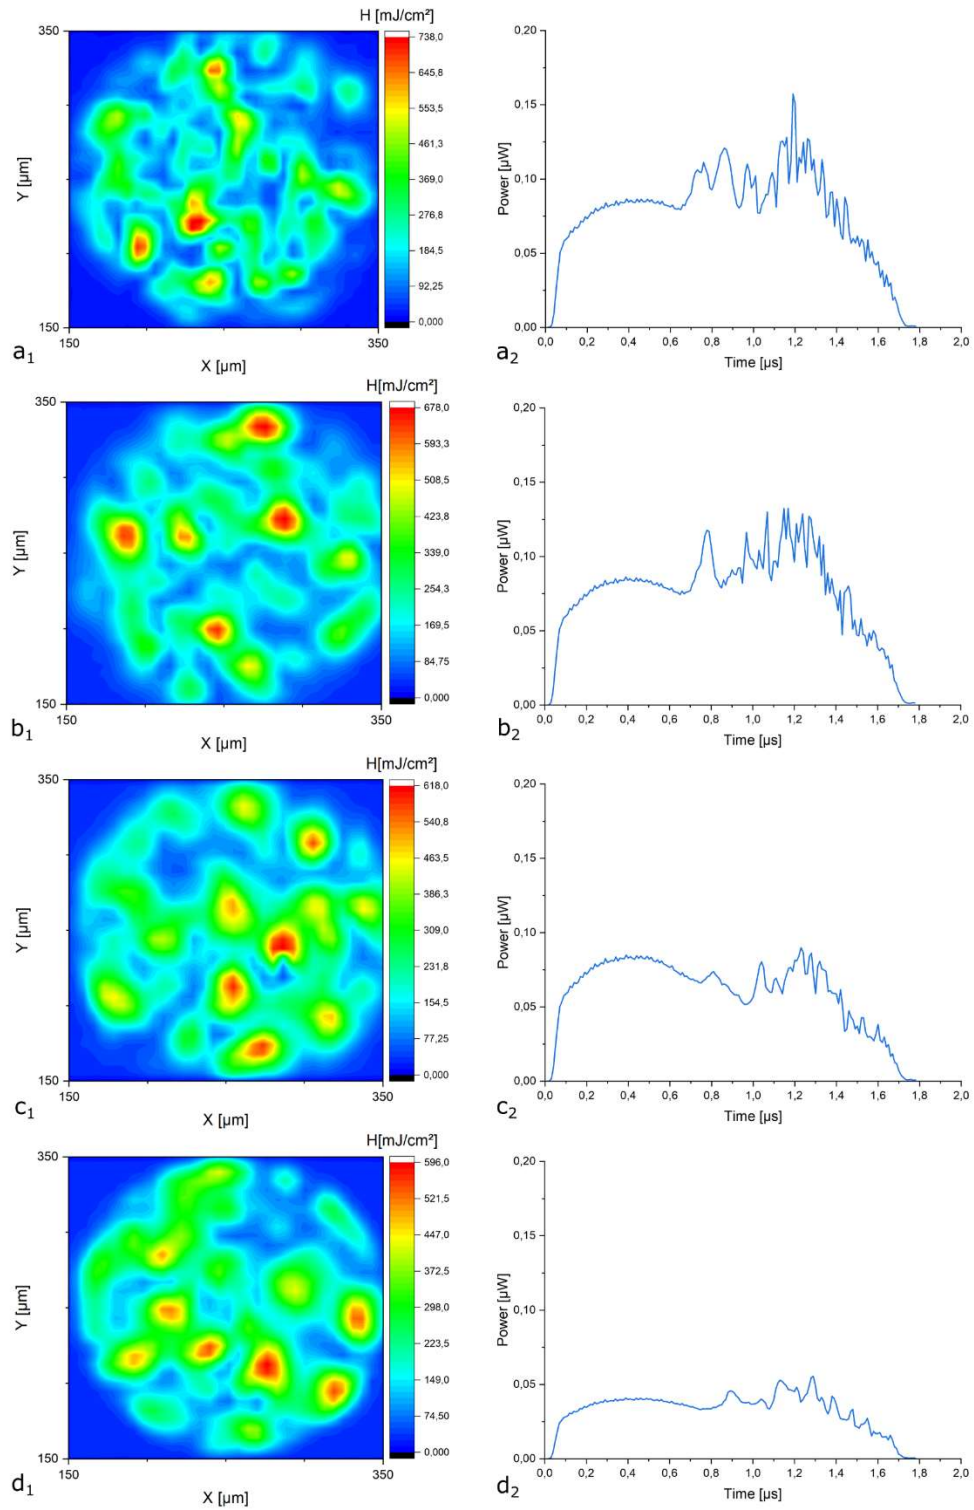 H [mJ/cm²]
350
738,0
645,8
553,5
461,3
369,0
276,8
184,5
92,25
0,000
Y [µm]
150
150
350
X [µm]
a1
0,20
0,15
0,10
0,05
0,00
Power [µW]
0,0 0,2 0,4 0,6 0,8 1,0 1,2 1,4 1,6 1,8 2,0
Time [µs]
a2
H[mJ/cm²]
350
678,0
593,3
508,5
423,8
339,0
254,3
169,5
84,75
0,000
Y [µm]
150
150
350
X [µm]
b1
0,20
0,15
0,10
0,05
0,00
Power [µW]
0,0 0,2 0,4 0,6 0,8 1,0 1,2 1,4 1,6 1,8 2,0
Time [µs]
b2
H[mJ/cm²]
350
618,0
540,8
463,5
386,3
309,0
231,8
154,5
77,25
0,000
Y [µm]
150
150
350
X [µm]
c1
0,20
0,15
0,10
0,05
0,00
Power [µW]
0,0 0,2 0,4 0,6 0,8 1,0 1,2 1,4 1,6 1,8 2,0
Time [µs]
c2
H[mJ/cm²]
350
596,0
521,5
447,0
372,5
298,0
223,5
149,0
74,50
0,000
Y [µm]
150
150
350
X [µm]
d1
0,20
0,15
0,10
0,05
0,00
Power [µW]
0,0 0,2 0,4 0,6 0,8 1,0 1,2 1,4 1,6 1,8 2,0
Time [µs]
d2